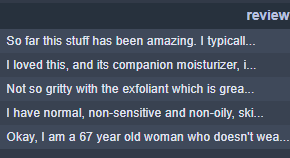 review
So far this stuff has been amazing. I typicall...
I loved this, and its companion moisturizer, i...
Not so gritty with the exfoliant which is grea...
I have normal, non-sensitive and non-oily, ski...
Okay, I am a 67 year old woman who doesn't wea...